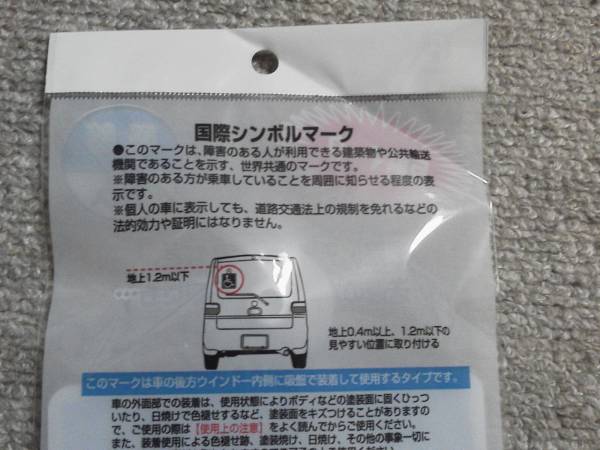 国際シンボルマーク
●このマークは、障害のある人が利用できる建築物や公共輸送
機関であることを示す、世界共通のマークです。
※障害のある方が乗車していることを周囲に知らせる程度の表
示です。
※個人の車に表示しても、道路交通法上の規制を免れるなどの
法的効力や証明にはなりません。
地上1.2m以下
地上0.4m以上、1.2m以下の
見やすい位置に取り付ける
このマークは車の後方ウインドー内側に吸盤で装着して使用するタイプです。
車の外面部での装着は、使用状態によりボディなどの塗装面に固くひっつ
いたり、日焼けで色褪せするなど、塗装面をキズつけることがありますの
で、ご使用の際は【使用上の注意】をよく読んでからご使用ください。
また、装着使用による色褪せ跡、塗装焼け、日焼け、その他の事象一切に